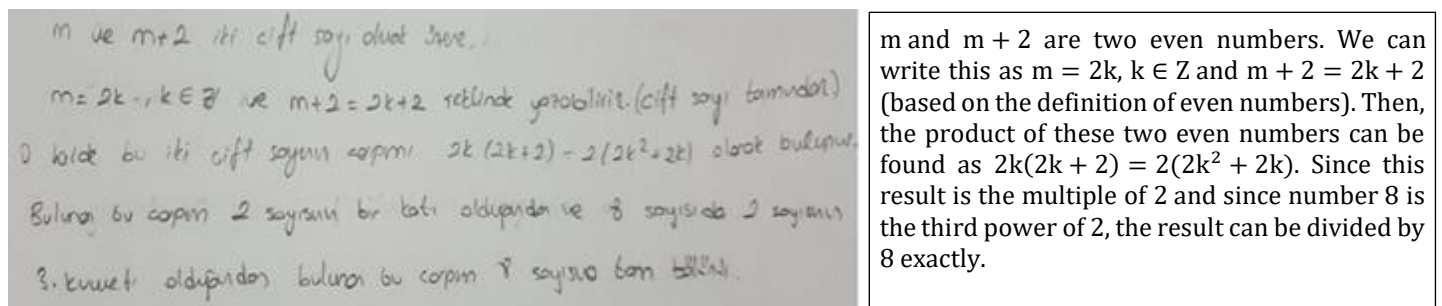 m ve m+2 iki çift sayı olmak üzere.
m = 2k , k ∈ Z ve m+2 = 2k+2 şeklinde yazabiliriz. (çift sayı tanımından)
O halde bu iki çift sayının çarpımı 2k (2k+2) = 2(2k²+2k) olarak bulunur.
Bulunan bu çarpım 2 sayısının bir katı olduğundan ve 8 sayısıda 2 sayısının
3. kuvveti olduğundan bulunan bu çarpım 8 sayısına tam bölünür.
m and m + 2 are two even numbers. We can
write this as m = 2k, k ∈ Z and m + 2 = 2k + 2
(based on the definition of even numbers). Then,
the product of these two even numbers can be
found as 2k(2k + 2) = 2(2k² + 2k). Since this
result is the multiple of 2 and since number 8 is
the third power of 2, the result can be divided by
8 exactly.